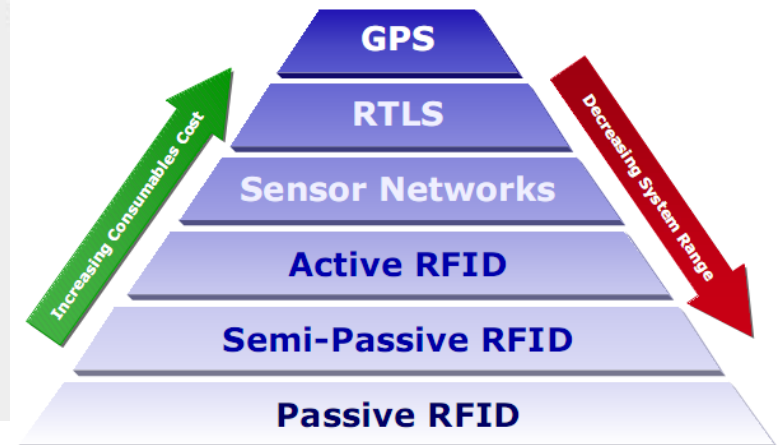 GPS
RTLS
Sensor Networks
Active RFID
Semi-Passive RFID
Passive RFID
Increasing Consumables Cost
Decreasing System Range